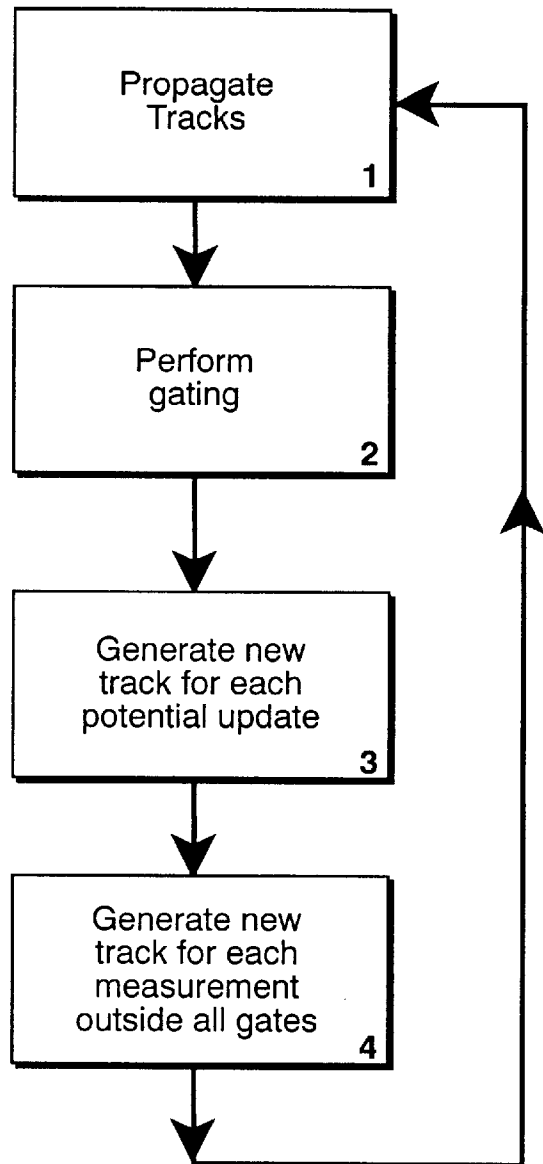 Propagate
Tracks
1
Perform
gating
2
Generate new
track for each
potential update
3
Generate new
track for each
measurement
outside all gates
4